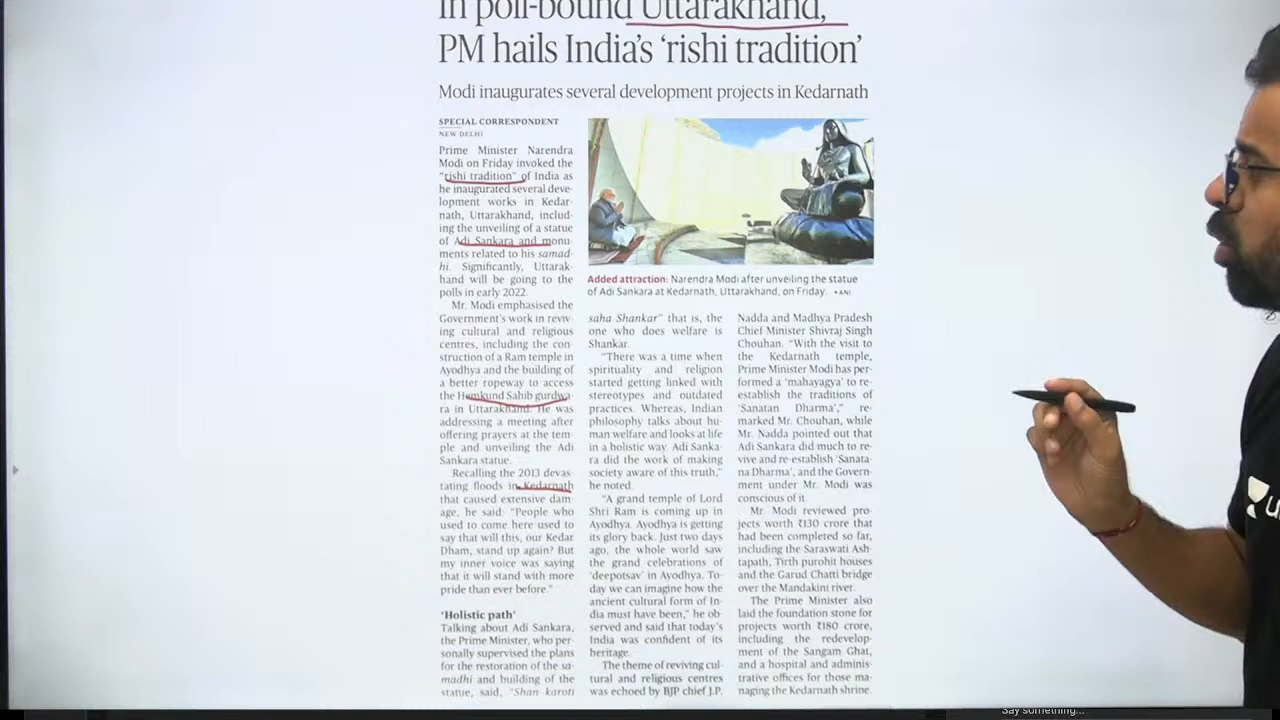 In poll-bound Uttarakhand,
PM hails India's 'rishi tradition'
Modi inaugurates several development projects in Kedarnath
SPECIAL CORRESPONDENT
NEW DELHI
Prime Minister Narendra
Modi on Friday invoked the
"rishi tradition" of India as
he inaugurated several deve-
lopment works in Kedar-
nath, Uttarakhand, includ-
ing the unveiling of a statue
of Adi Sankara and monu-
ments related to his samad-
hi. Significantly, Uttarak-
hand will be going to the
polls in early 2022.
Mr. Modi emphasised the
Government's work in reviv-
ing cultural and religious
centres, including the con-
struction of a Ram temple in
Ayodhya and the building of
a better ropeway to access
the Hemkund Sahib gurdwa-
ra in Uttarakhand. He was
addressing a meeting after
offering prayers at the tem-
ple and unveiling the Adi
Sankara statue.
Recalling the 2013 devas-
tating floods in Kedarnath
that caused extensive dam-
age, he said: "People who
used to come here used to
say that will this, our Kedar
Dham, stand up again? But
my inner voice was saying
that it will stand with more
pride than ever before."
'Holistic path'
Talking about Adi Sankara,
the Prime Minister, who per-
sonally supervised the plans
for the restoration of the sa-
madhi and building of the
statue, said, "Shan karoti
Added attraction: Narendra Modi after unveiling the statue
of Adi Sankara at Kedarnath, Uttarakhand, on Friday. • ANI
saha Shankar" that is, the
one who does welfare is
Shankar.
"There was a time when
spirituality and religion
started getting linked with
stereotypes and outdated
practices. Whereas, Indian
philosophy talks about hu-
man welfare and looks at life
in a holistic way. Adi Sanka-
ra did the work of making
society aware of this truth,"
he noted.
"A grand temple of Lord
Shri Ram is coming up in
Ayodhya. Ayodhya is getting
its glory back. Just two days
ago, the whole world saw
the grand celebrations of
'deepotsav' in Ayodhya. To-
day we can imagine how the
ancient cultural form of In-
dia must have been," he ob-
served and said that today's
India was confident of its
heritage.
The theme of reviving cul-
tural and religious centres
was echoed by BJP chief J.P.
Nadda and Madhya Pradesh
Chief Minister Shivraj Singh
Chouhan. "With the visit to
the Kedarnath temple,
Prime Minister Modi has per-
formed a 'mahayagya' to re-
establish the traditions of
'Sanatan Dharma'," re-
marked Mr. Chouhan, while
Mr. Nadda pointed out that
Adi Sankara did much to re-
vive and re-establish 'Sanata-
na Dharma', and the Govern-
ment under Mr. Modi was
conscious of it.
Mr. Modi reviewed pro-
jects worth ₹130 crore that
had been completed so far,
including the Saraswati Ash-
tapath, Tirth purohit houses
and the Garud Chatti bridge
over the Mandakini river.
The Prime Minister also
laid the foundation stone for
projects worth ₹180 crore,
including the redevelop-
ment of the Sangam Ghat,
and a hospital and adminis-
trative offices for those ma-
naging the Kedarnath shrine.
Say something...